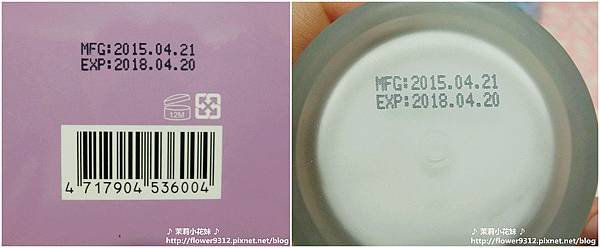 MFG:2015.04.21
EXP:2018.04.20
12M
4 717904 536004
♪ 茉莉小花妹 ♪
http://flower9312.pixnet.net/blog
MFG:2015.04.21
EXP:2018.04.20
♪ 茉莉小花妹 ♪
http://flower9312.pixnet.net/blog